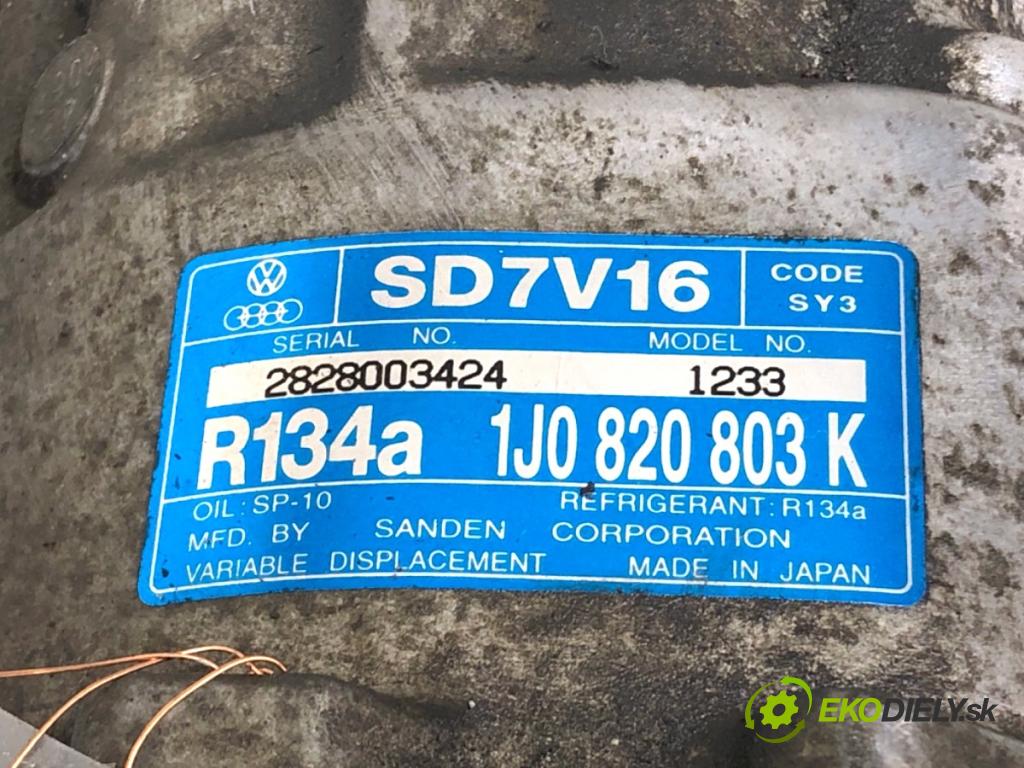 SD7V16
CODE
SY3
SERIAL NO. MODEL NO.
2828003424 1233
R134a 1J0 820 803 K
OIL: SP-10 REFRIGERANT: R134a
MFD. BY SANDEN CORPORATION
VARIABLE DISPLACEMENT MADE IN JAPAN
EKODIELY.sk